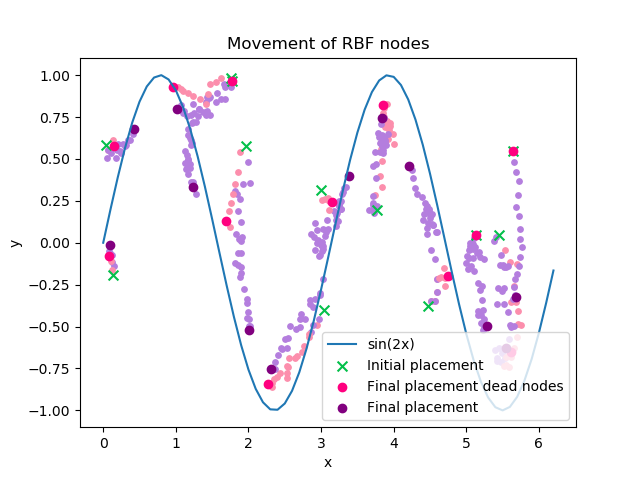 Movement of RBF nodes
1.00
0.75
0.50
0.25
0.00
−0.25
−0.50
−0.75
−1.00
y
0 1 2 3 4 5 6
x
sin(2x)
Initial placement
Final placement dead nodes
Final placement